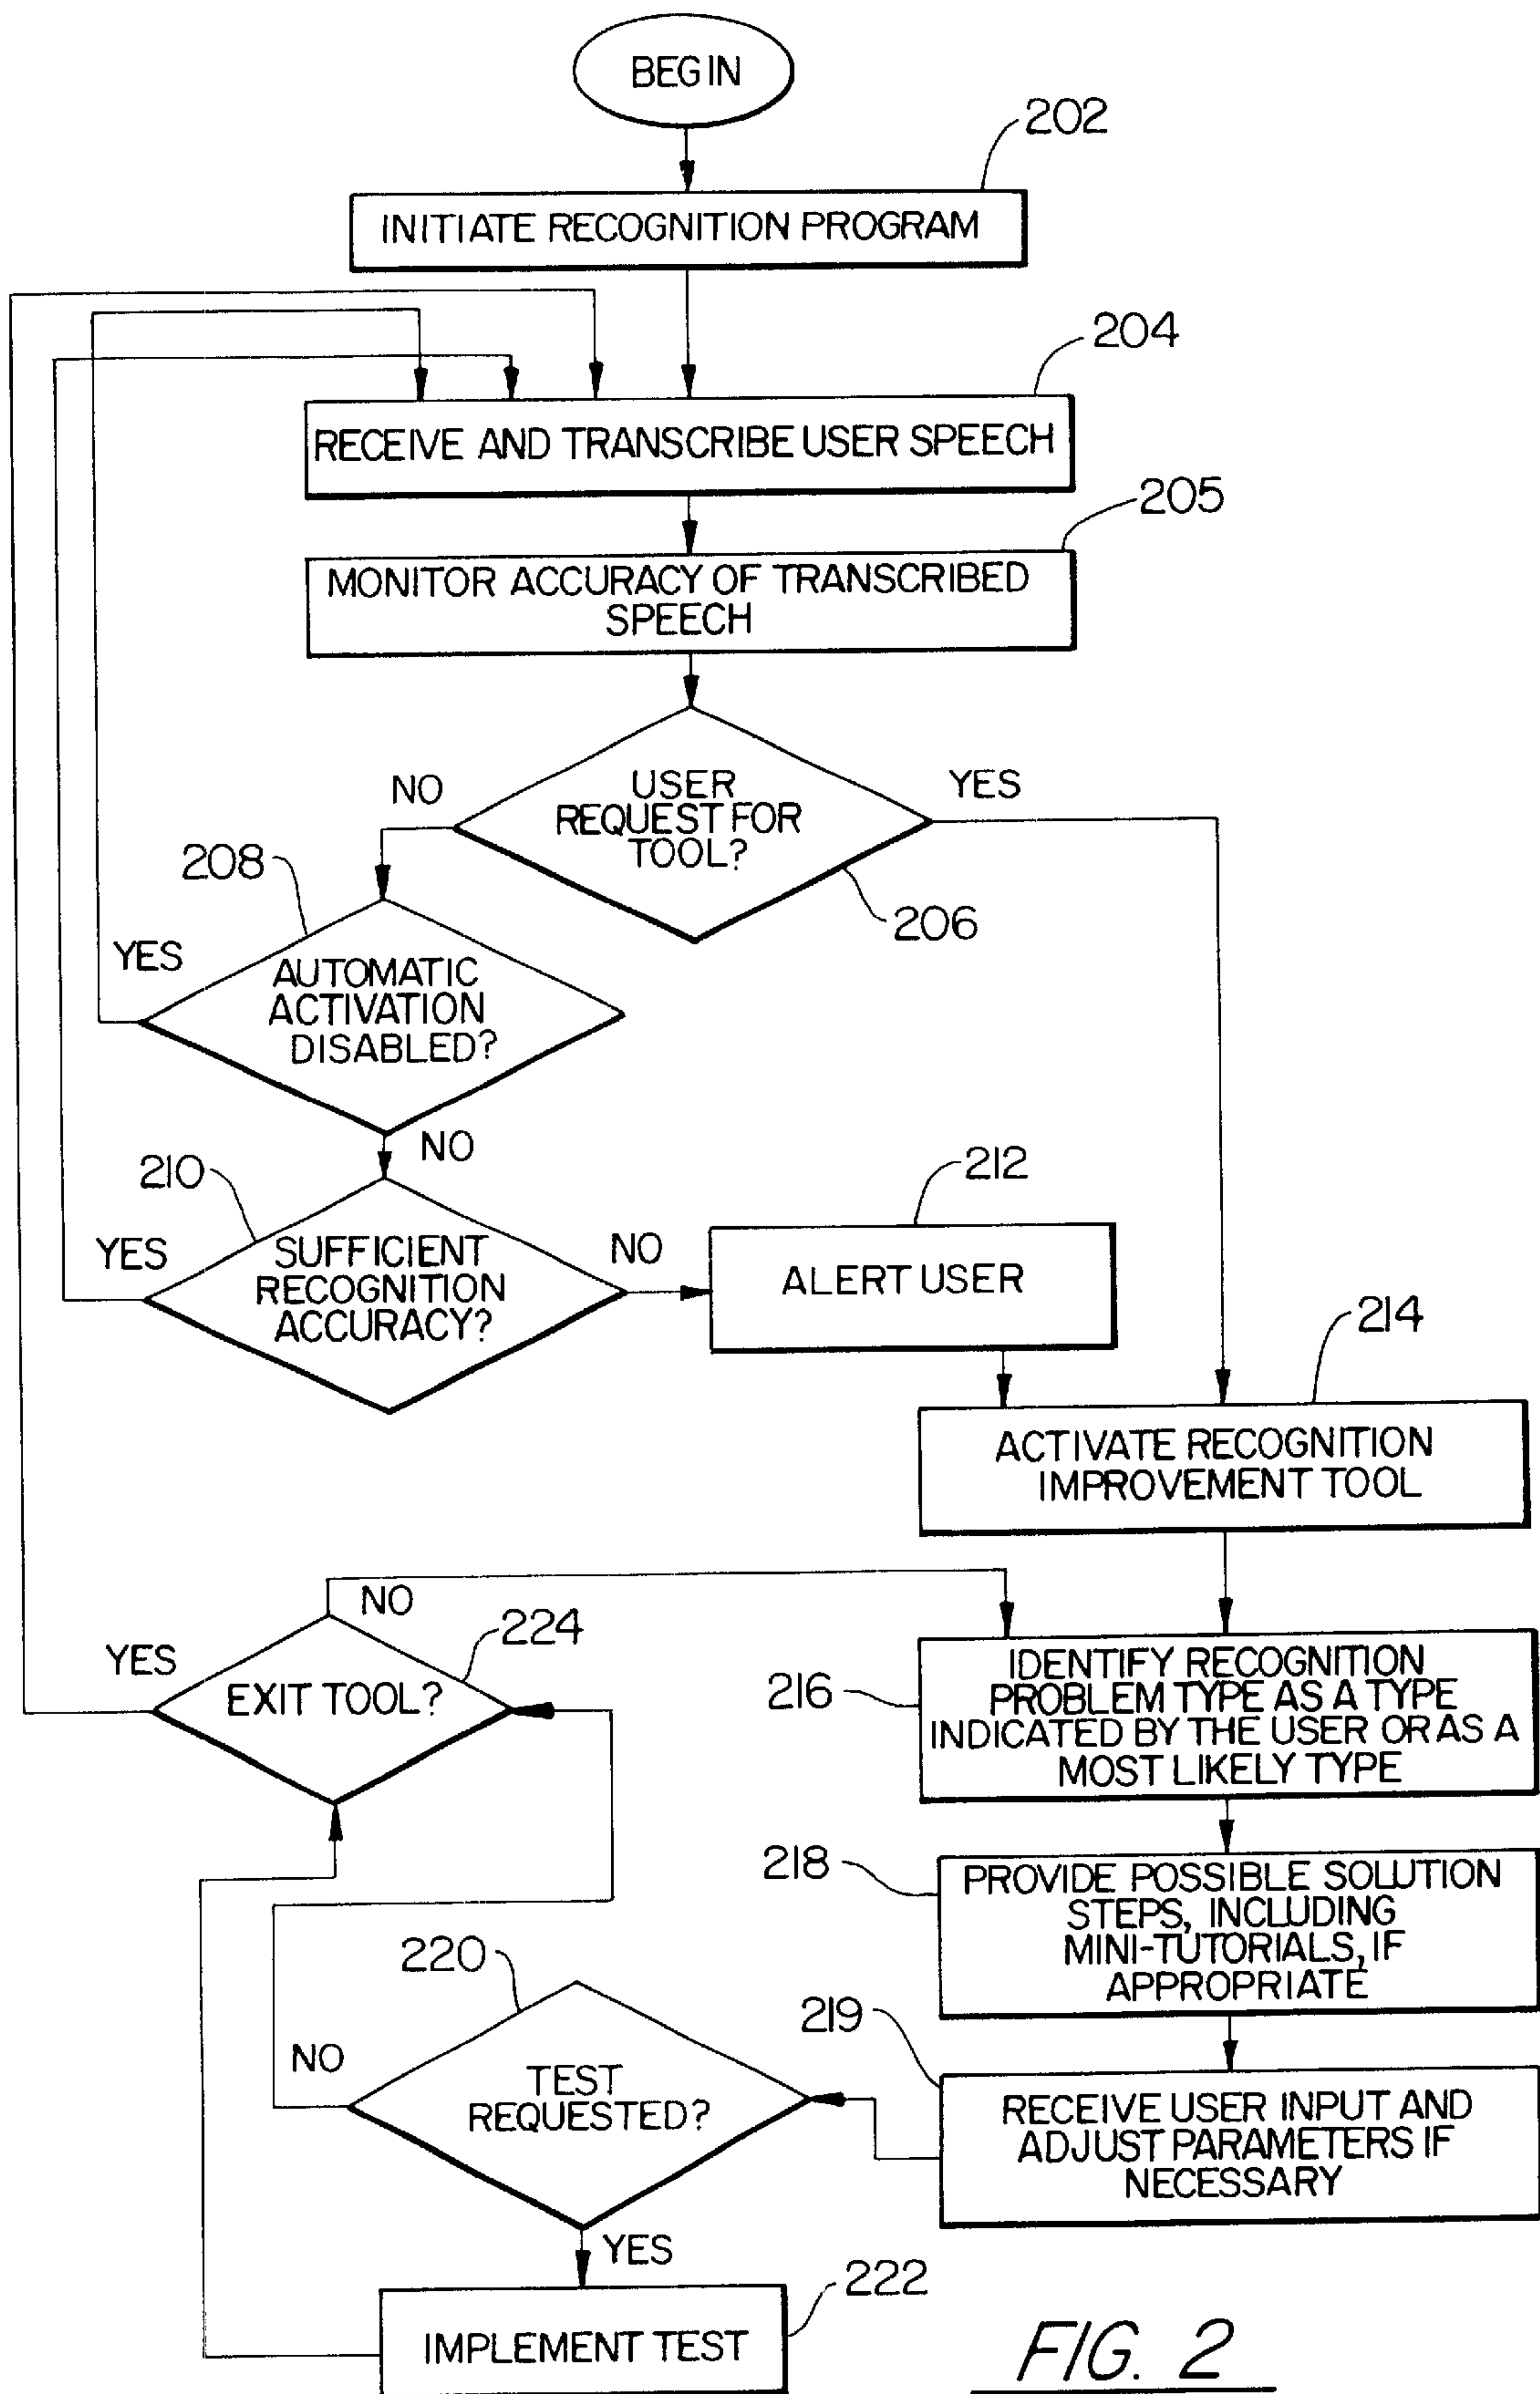 BEGIN
202
INITIATE RECOGNITION PROGRAM
204
RECEIVE AND TRANSCRIBE USER SPEECH
205
MONITOR ACCURACY OF TRANSCRIBED
SPEECH
NO
YES
USER
REQUEST FOR
TOOL?
206
208
YES
AUTOMATIC
ACTIVATION
DISABLED?
NO
210
YES
SUFFICIENT
RECOGNITION
ACCURACY?
NO
212
ALERT USER
214
ACTIVATE RECOGNITION
IMPROVEMENT TOOL
NO
224
YES
EXIT TOOL?
216
IDENTIFY RECOGNITION
PROBLEM TYPE AS A TYPE
INDICATED BY THE USER OR AS A
MOST LIKELY TYPE
218
PROVIDE POSSIBLE SOLUTION
STEPS, INCLUDING
MINI-TUTORIALS, IF
APPROPRIATE
219
RECEIVE USER INPUT AND
ADJUST PARAMETERS IF
NECESSARY
220
NO
TEST
REQUESTED?
YES
222
IMPLEMENT TEST
FIG. 2